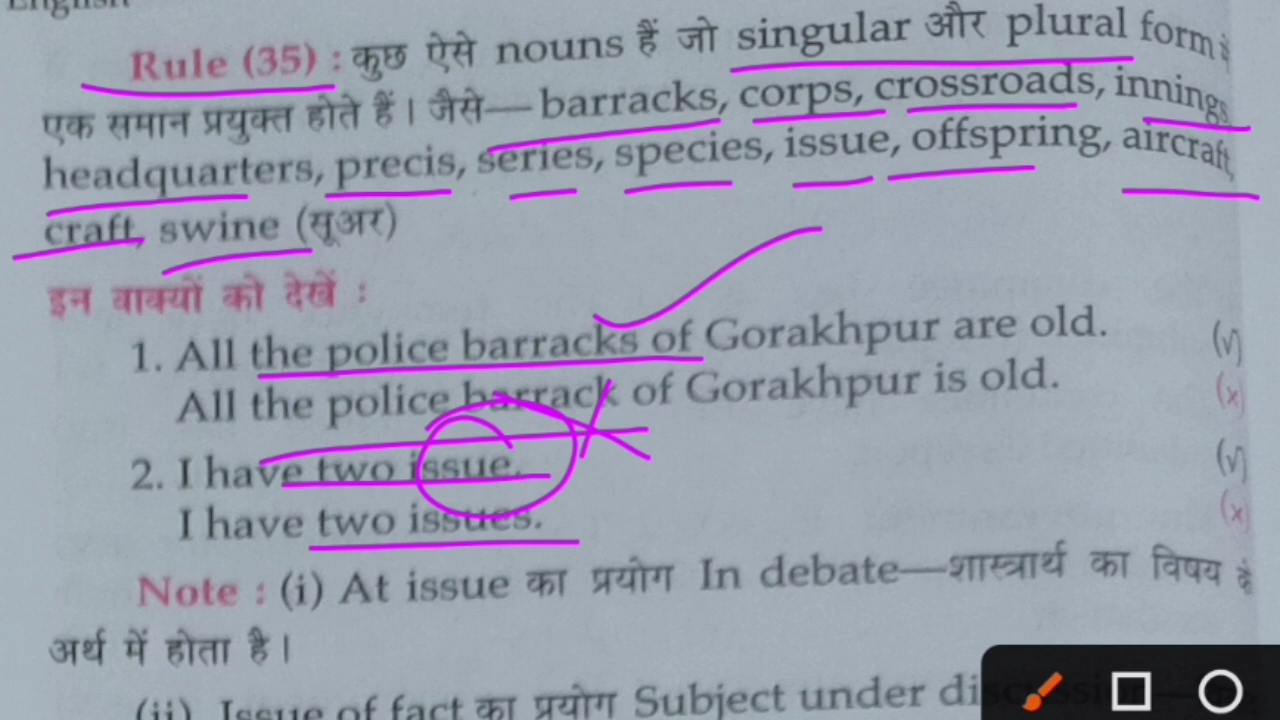 English
Rule (35) : कुछ ऐसे nouns हैं जो singular और plural form में
एक समान प्रयुक्त होते हैं। जैसे— barracks, corps, crossroads, innings
headquarters, precis, series, species, issue, offspring, aircraft,
craft, swine (सूअर)
इन वाक्यों को देखें :
1. All the police barracks of Gorakhpur are old. (√)
All the police barrack of Gorakhpur is old. (×)
2. I have two issue. (√)
I have two issues. (×)
Note : (i) At issue का प्रयोग In debate—शास्त्रार्थ का विषय के
अर्थ में होता है।
(ii) Issue of fact का प्रयोग Subject under discussion—